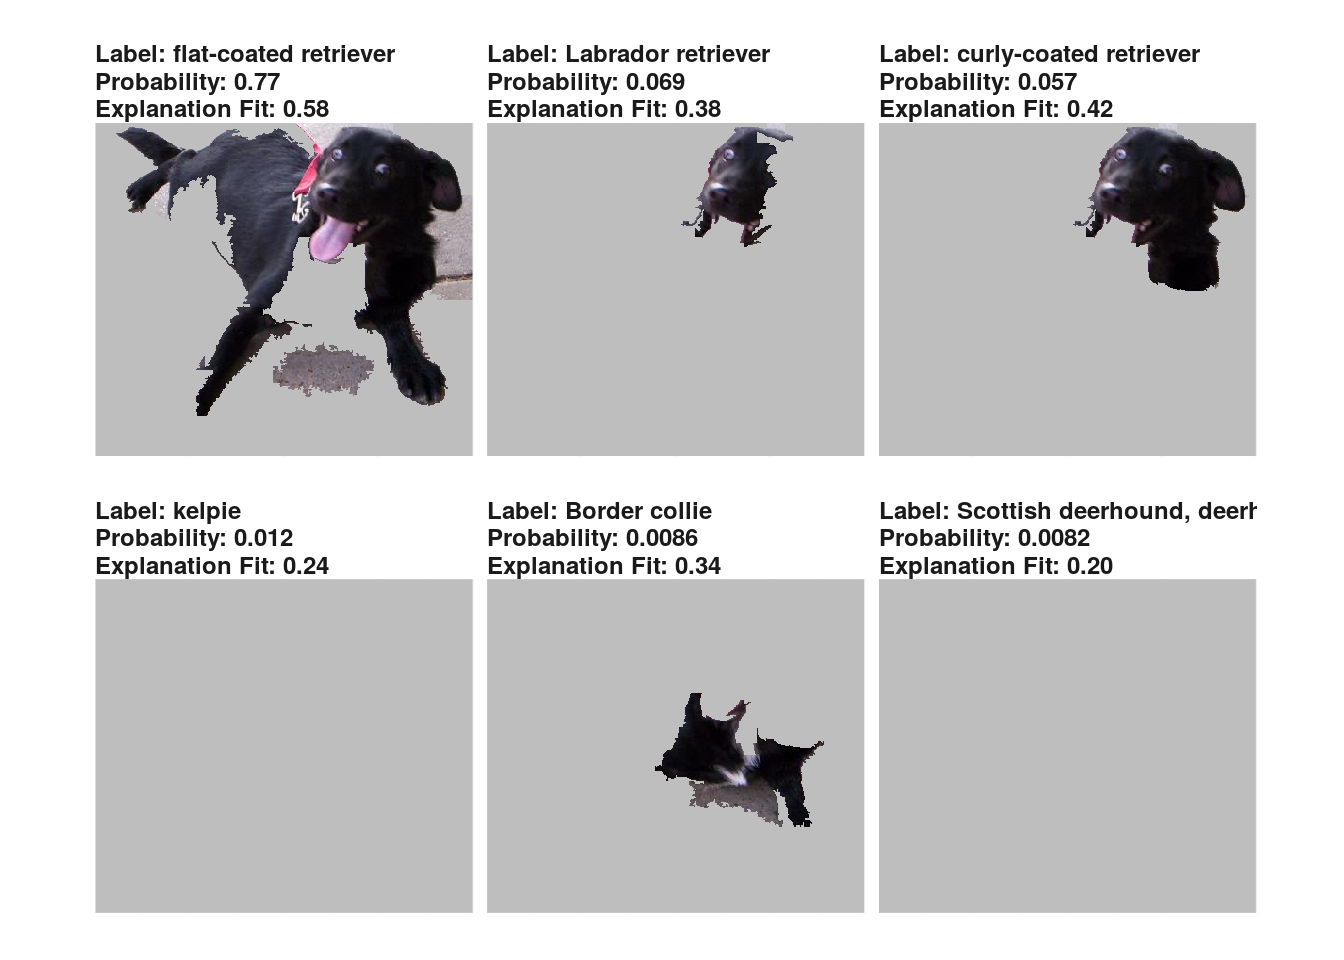 Label: flat-coated retriever
Probability: 0.77
Explanation Fit: 0.58
Label: Labrador retriever
Probability: 0.069
Explanation Fit: 0.38
Label: curly-coated retriever
Probability: 0.057
Explanation Fit: 0.42
Label: kelpie
Probability: 0.012
Explanation Fit: 0.24
Label: Border collie
Probability: 0.0086
Explanation Fit: 0.34
Label: Scottish deerhound, deerh
Probability: 0.0082
Explanation Fit: 0.20